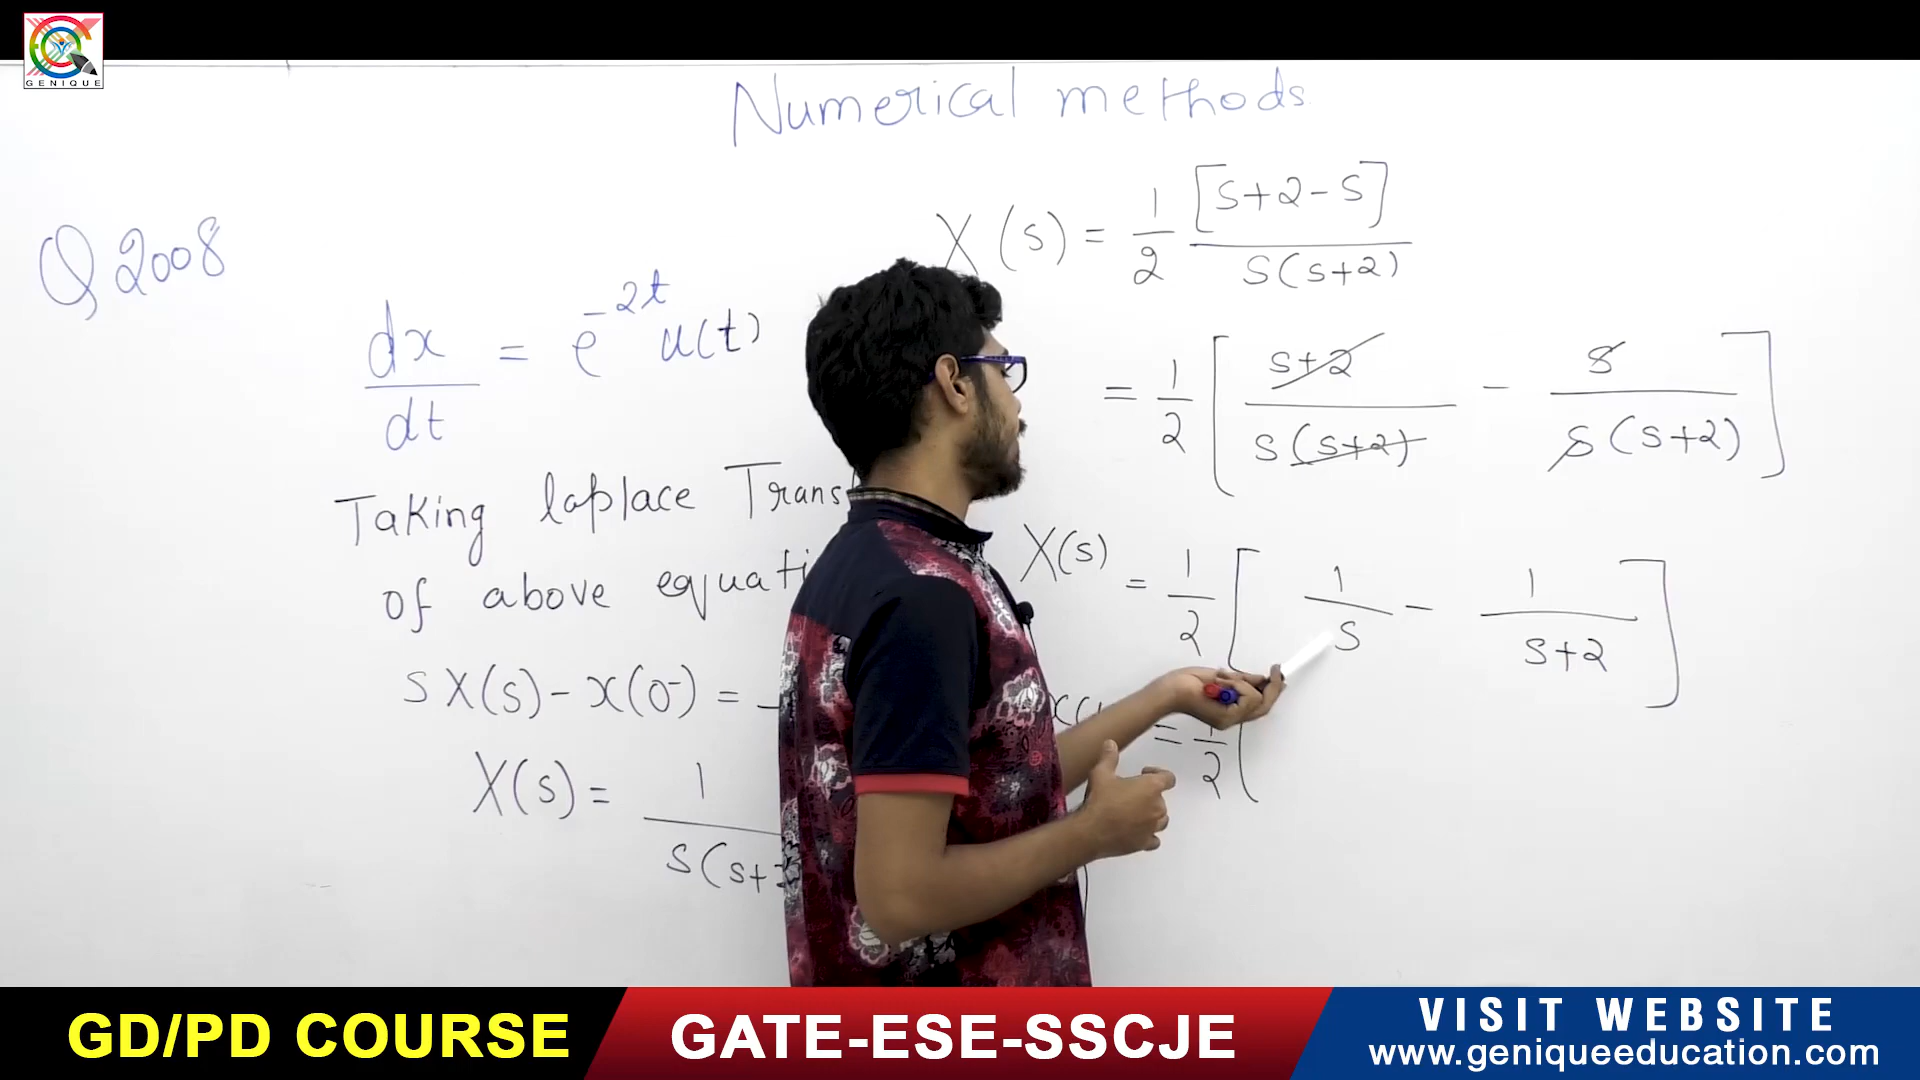 GENIQUE
Numerical methods
Q 2008
dx/dt = e^-2t u(t)
Taking laplace Trans
of above equati
s X(s) - x(0-) =
X(s) = 1/s(s+2
X(s) = 1/2 [s+2-s]/s(s+2)
= 1/2 [ s+2/s(s+2) - s/s(s+2) ]
X(s) = 1/2 [ 1/s - 1/s+2 ]
= 1/2 (
GD/PD COURSE
GATE-ESE-SSCJE
VISIT WEBSITE
www.geniqueeducation.com